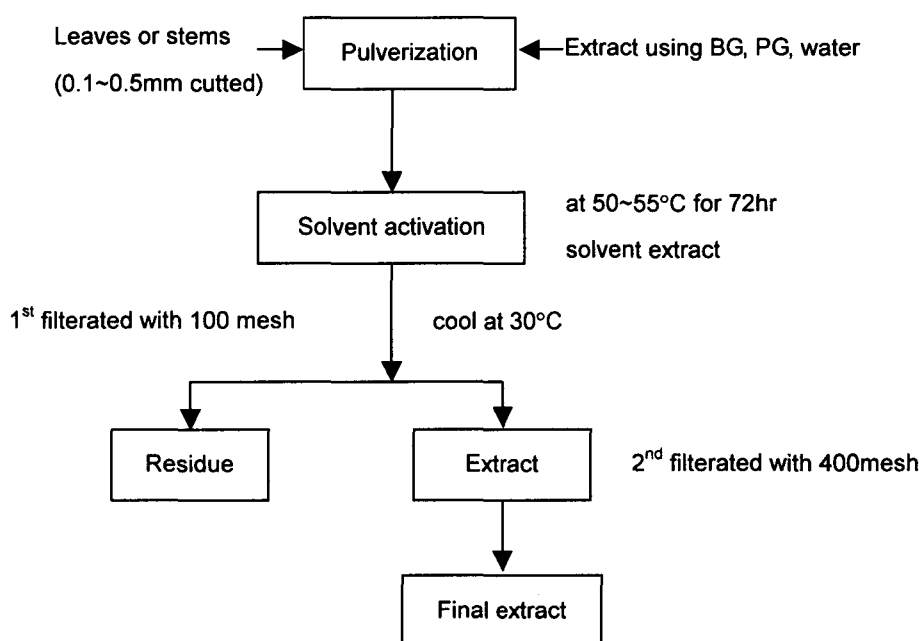 Leaves or stems
(0.1~0.5mm cutted)
Pulverization
Extract using BG, PG, water
Solvent activation
at 50~55°C for 72hr
solvent extract
1st filterated with 100 mesh
cool at 30°C
Residue
Extract
2nd filterated with 400mesh
Final extract